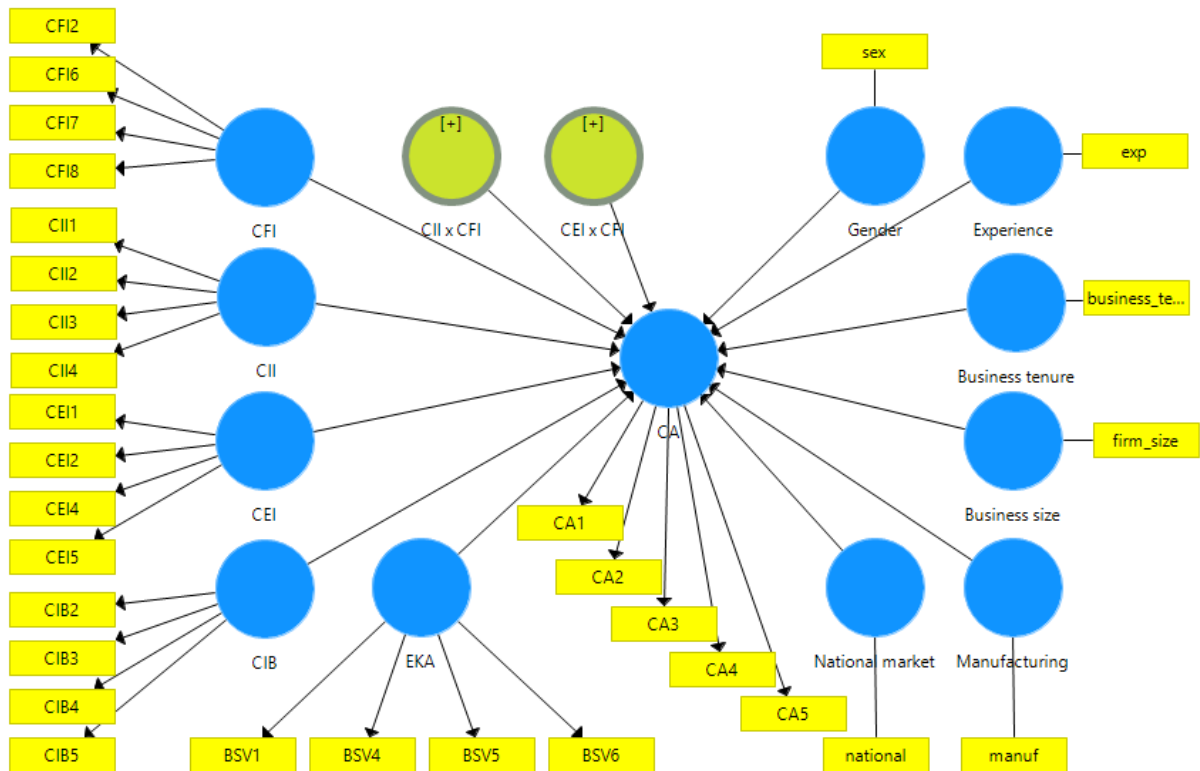 CFI2
CFI6
CFI7
CFI8
CFI
[+]
CII x CFI
[+]
CEI x CFI
sex
Gender
exp
Experience
CII1
CII2
CII3
CII4
CII
business_te...
Business tenure
CA
CEI1
CEI2
CEI4
CEI5
CEI
firm_size
Business size
CIB2
CIB3
CIB4
CIB5
CIB
EKA
BSV1
BSV4
BSV5
BSV6
CA1
CA2
CA3
CA4
CA5
National market
national
Manufacturing
manuf